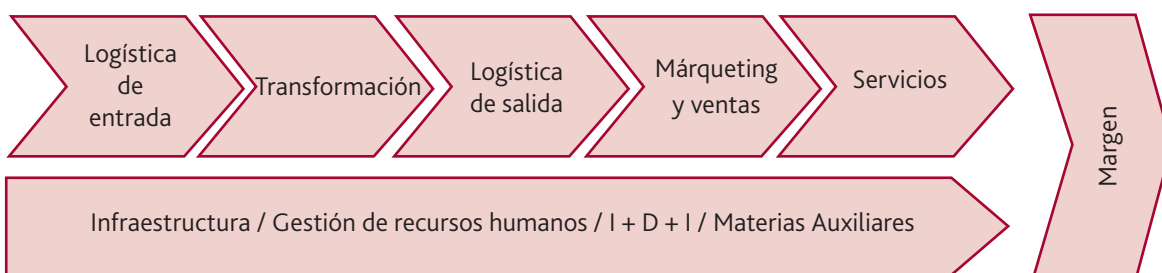 Logística
de
entrada
Transformación
Logística
de salida
Márqueting
y ventas
Servicios
Infraestructura / Gestión de recursos humanos / I + D + I / Materias Auxiliares
Margen